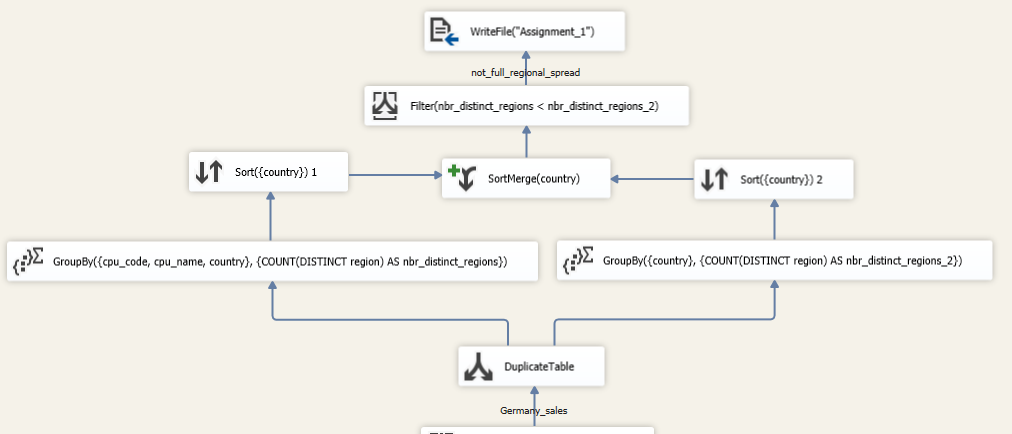 WriteFile("Assignment_1")
not_full_regional_spread
Filter(nbr_distinct_regions < nbr_distinct_regions_2)
Sort({country}) 1
SortMerge(country)
Sort({country}) 2
GroupBy({cpu_code, cpu_name, country}, {COUNT(DISTINCT region) AS nbr_distinct_regions})
GroupBy({country}, {COUNT(DISTINCT region) AS nbr_distinct_regions_2})
DuplicateTable
Germany_sales